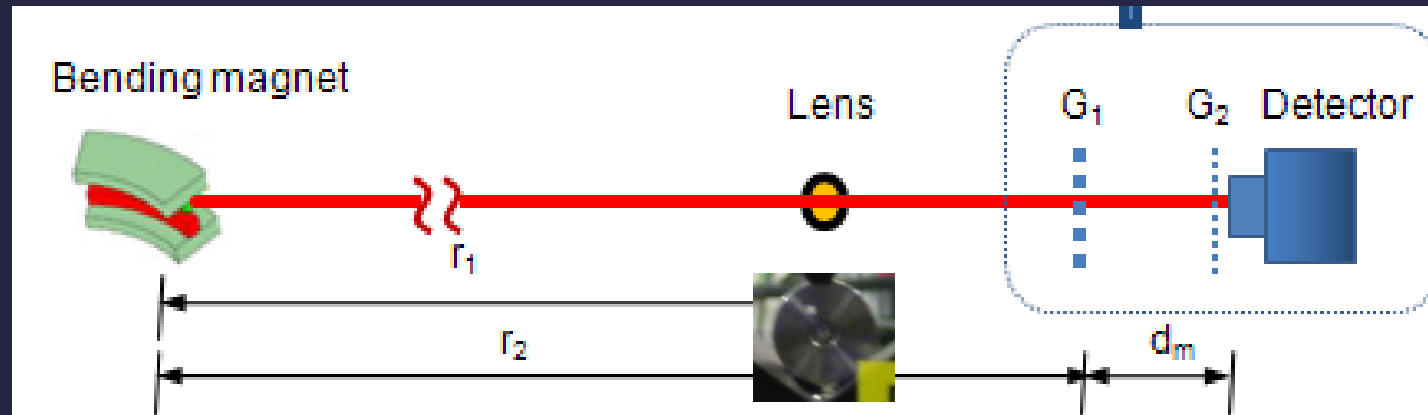 Bending magnet
Lens
G₁
G₂
Detector
r₁
r₂
dₘ